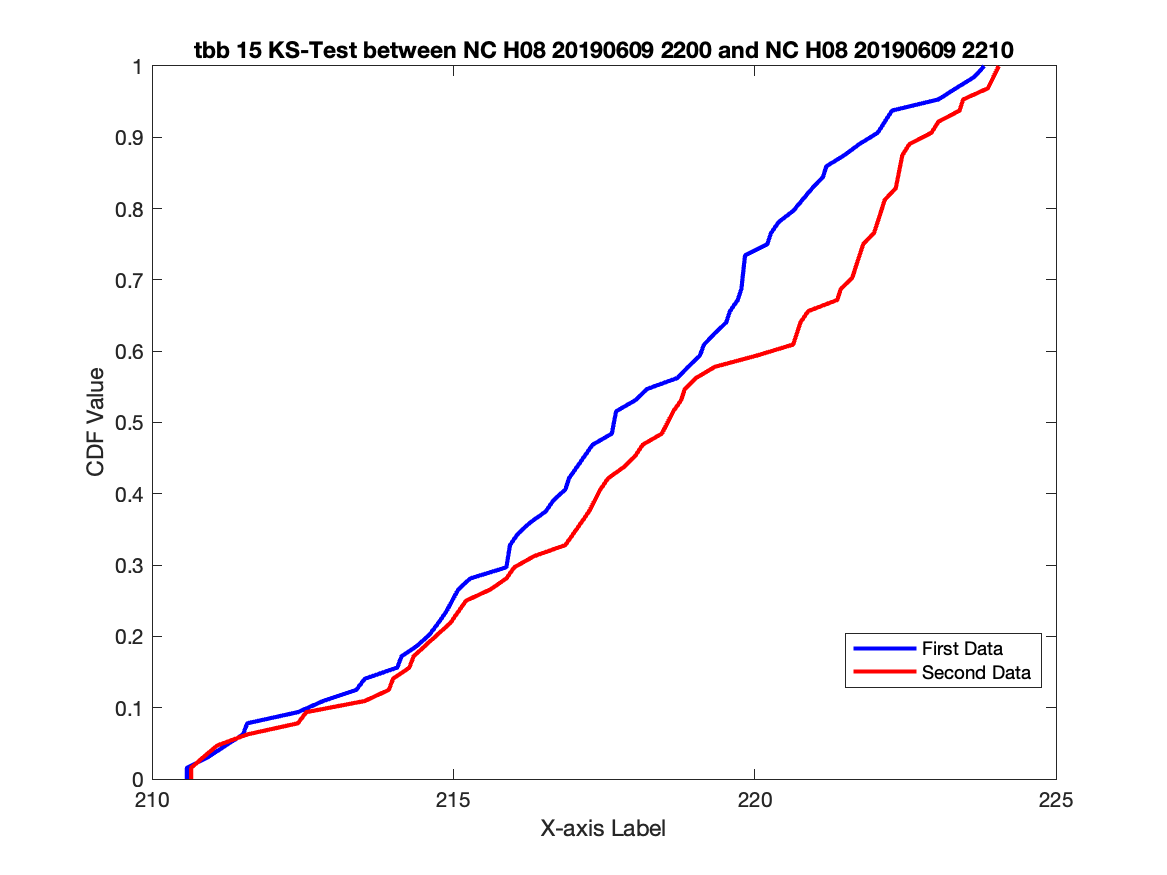 tbb 15 KS-Test between NC H08 20190609 2200 and NC H08 20190609 2210
1
0.9
0.8
0.7
0.6
0.5
0.4
0.3
0.2
0.1
0
CDF Value
First Data
Second Data
210 215 220 225
X-axis Label